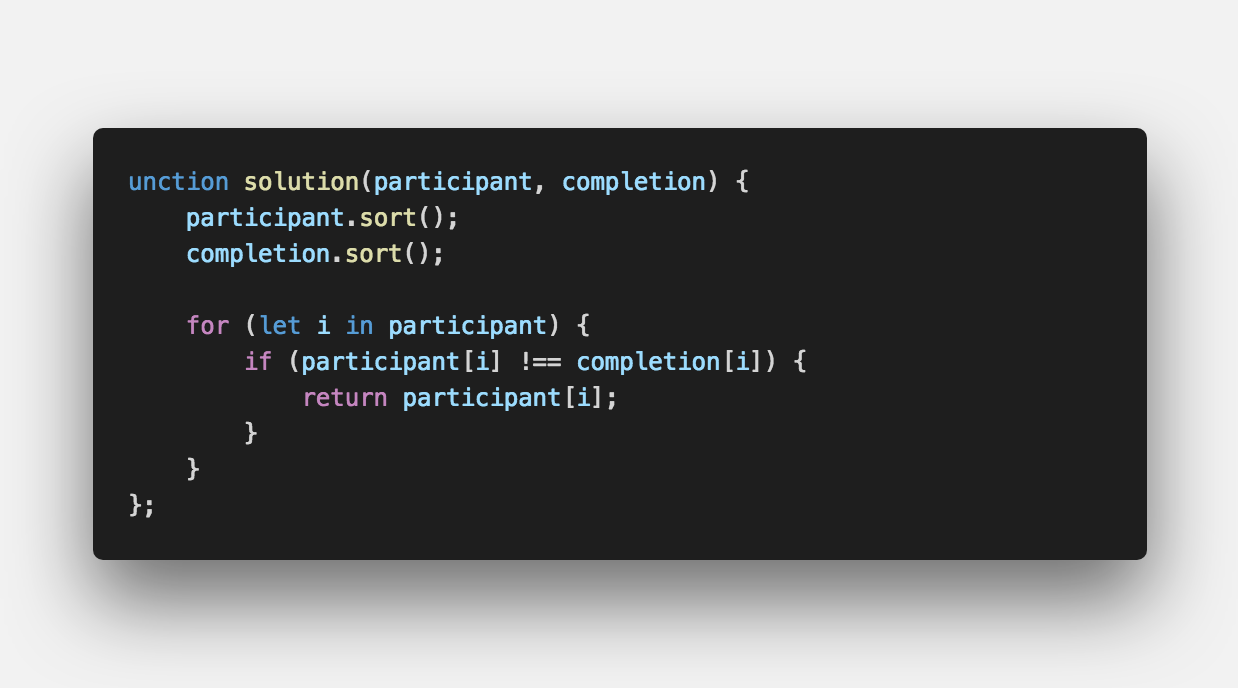 unction solution(participant, completion) {
    participant.sort();
    completion.sort();

    for (let i in participant) {
        if (participant[i] !== completion[i]) {
            return participant[i];
        }
    }
};